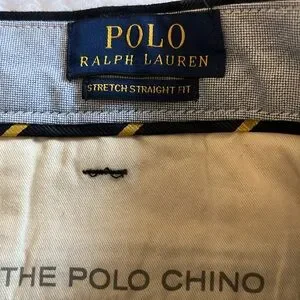 POLO
RALPH LAUREN
STRETCH STRAIGHT FIT
THE POLO CHINO